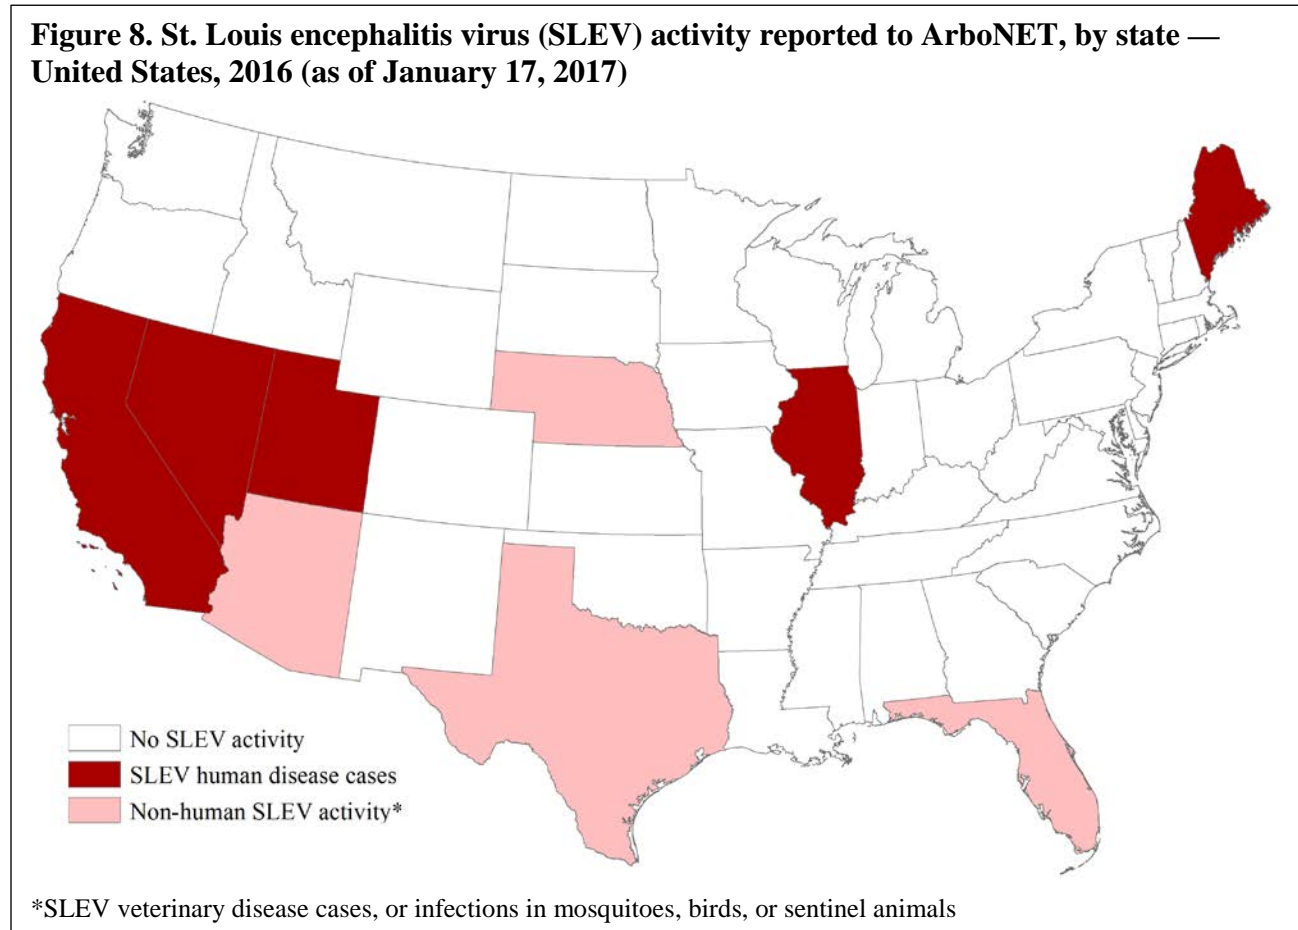 Figure 8. St. Louis encephalitis virus (SLEV) activity reported to ArboNET, by state —
United States, 2016 (as of January 17, 2017)
No SLEV activity
SLEV human disease cases
Non-human SLEV activity*
*SLEV veterinary disease cases, or infections in mosquitoes, birds, or sentinel animals